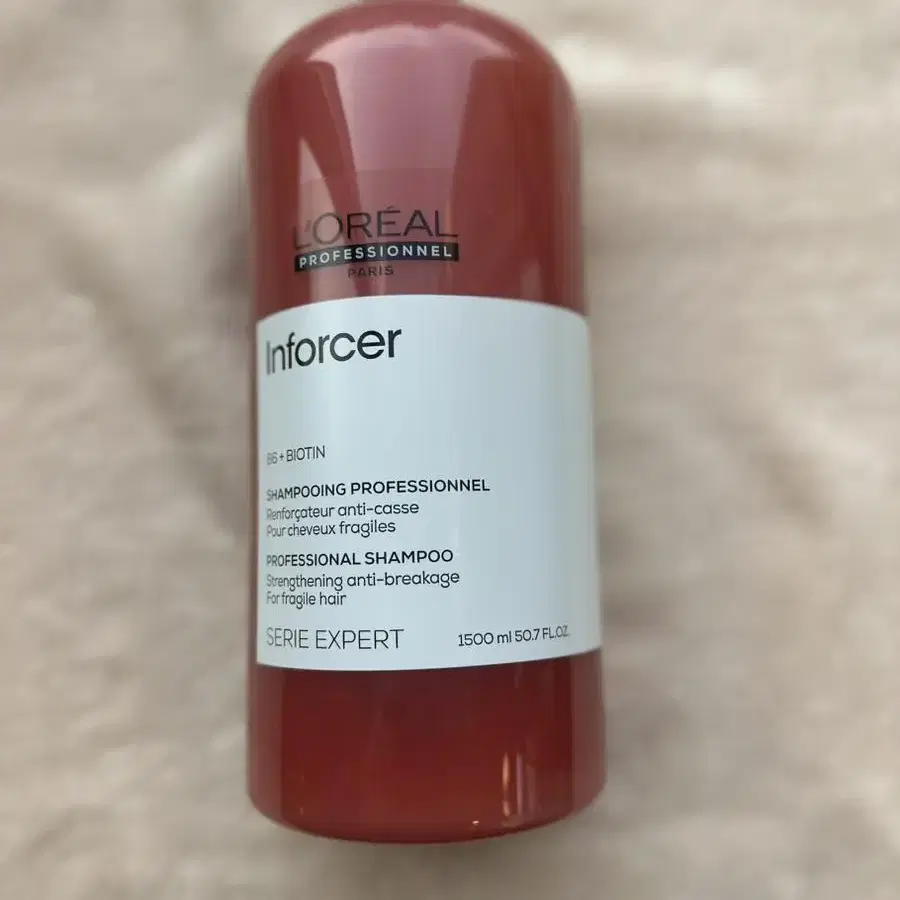 L'ORÉAL
PROFESSIONNEL
PARIS
Inforcer
B6 + BIOTIN
SHAMPOOING PROFESSIONNEL
Renforçateur anti-casse
Pour cheveux fragiles
PROFESSIONAL SHAMPOO
Strengthening anti-breakage
For fragile hair
SERIE EXPERT
1500 ml 50.7 FL.OZ.